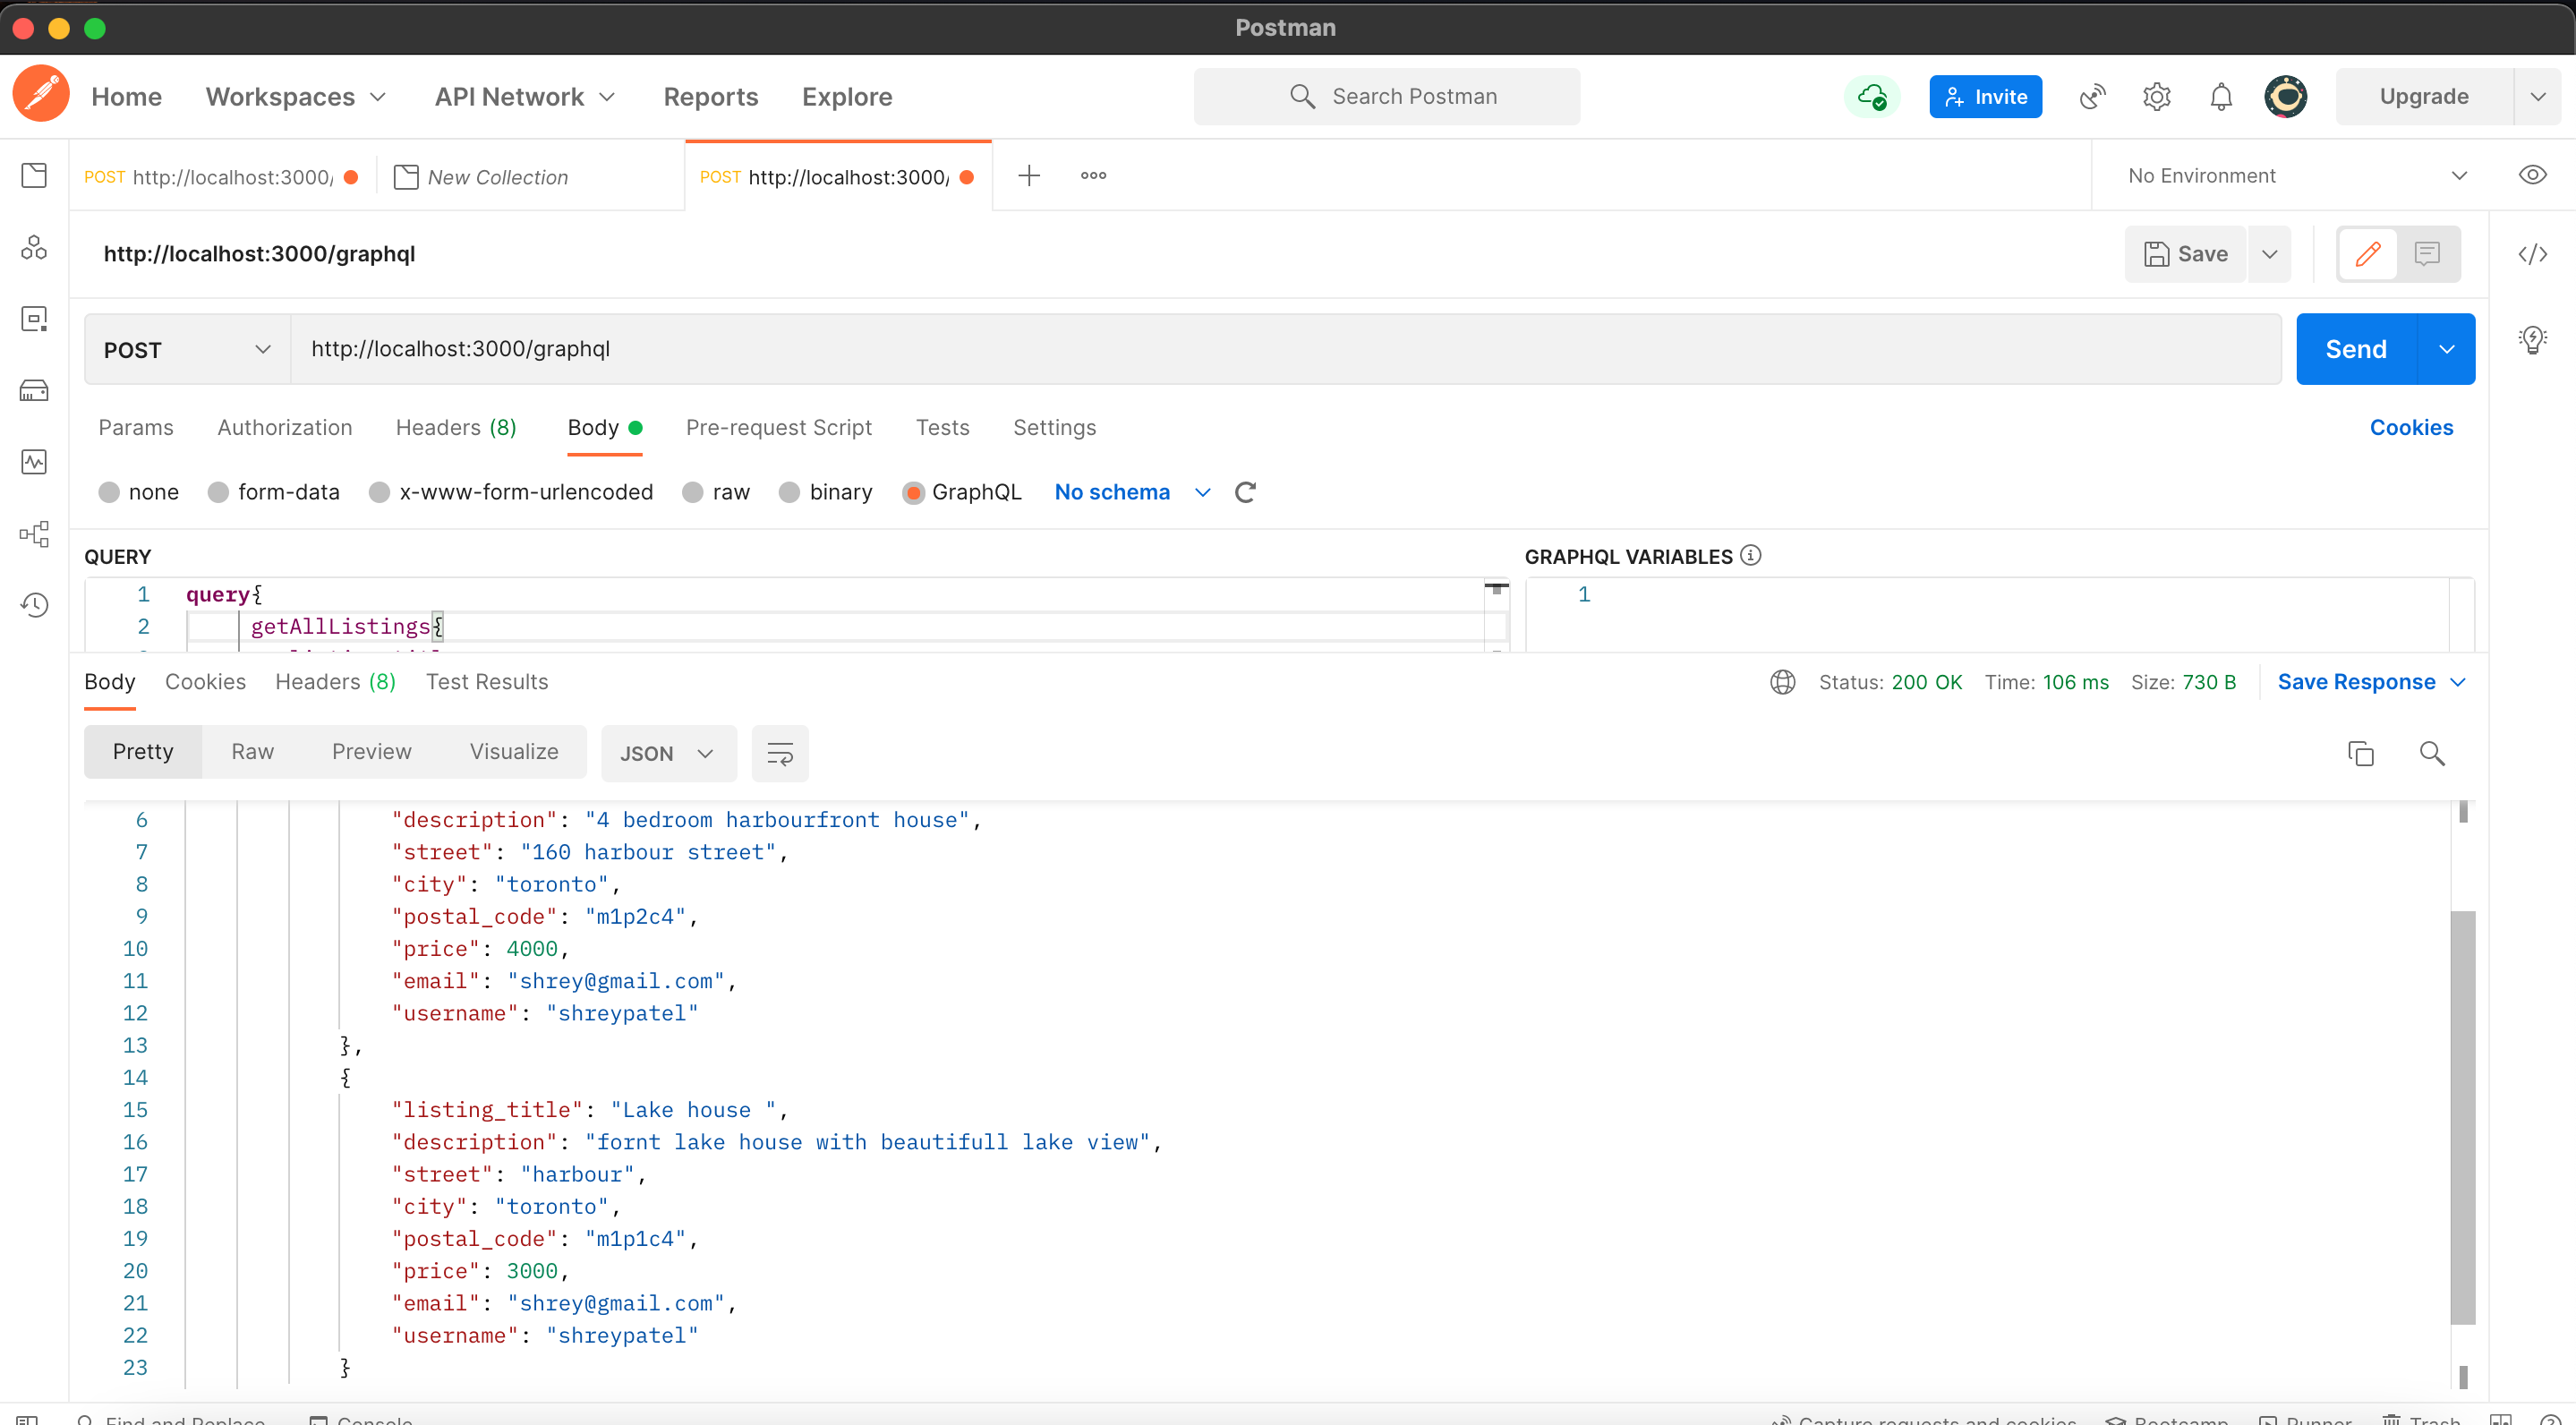 Postman
Home Workspaces API Network Reports Explore Search Postman Invite Upgrade
POST http://localhost:3000/ New Collection POST http://localhost:3000/ No Environment
http://localhost:3000/graphql Save
POST http://localhost:3000/graphql Send
Params Authorization Headers (8) Body Pre-request Script Tests Settings Cookies
none form-data x-www-form-urlencoded raw binary GraphQL No schema
QUERY GRAPHQL VARIABLES
1 query{ 1
2 getAllListings{
Body Cookies Headers (8) Test Results Status: 200 OK Time: 106 ms Size: 730 B Save Response
Pretty Raw Preview Visualize JSON
6 "description": "4 bedroom harbourfront house",
7 "street": "160 harbour street",
8 "city": "toronto",
9 "postal_code": "m1p2c4",
10 "price": 4000,
11 "email": "shrey@gmail.com",
12 "username": "shreypatel"
13 },
14 {
15 "listing_title": "Lake house ",
16 "description": "fornt lake house with beautifull lake view",
17 "street": "harbour",
18 "city": "toronto",
19 "postal_code": "m1p1c4",
20 "price": 3000,
21 "email": "shrey@gmail.com",
22 "username": "shreypatel"
23 }
Find and Replace Console Capture requests and cookies Bootcamp Runner Trash